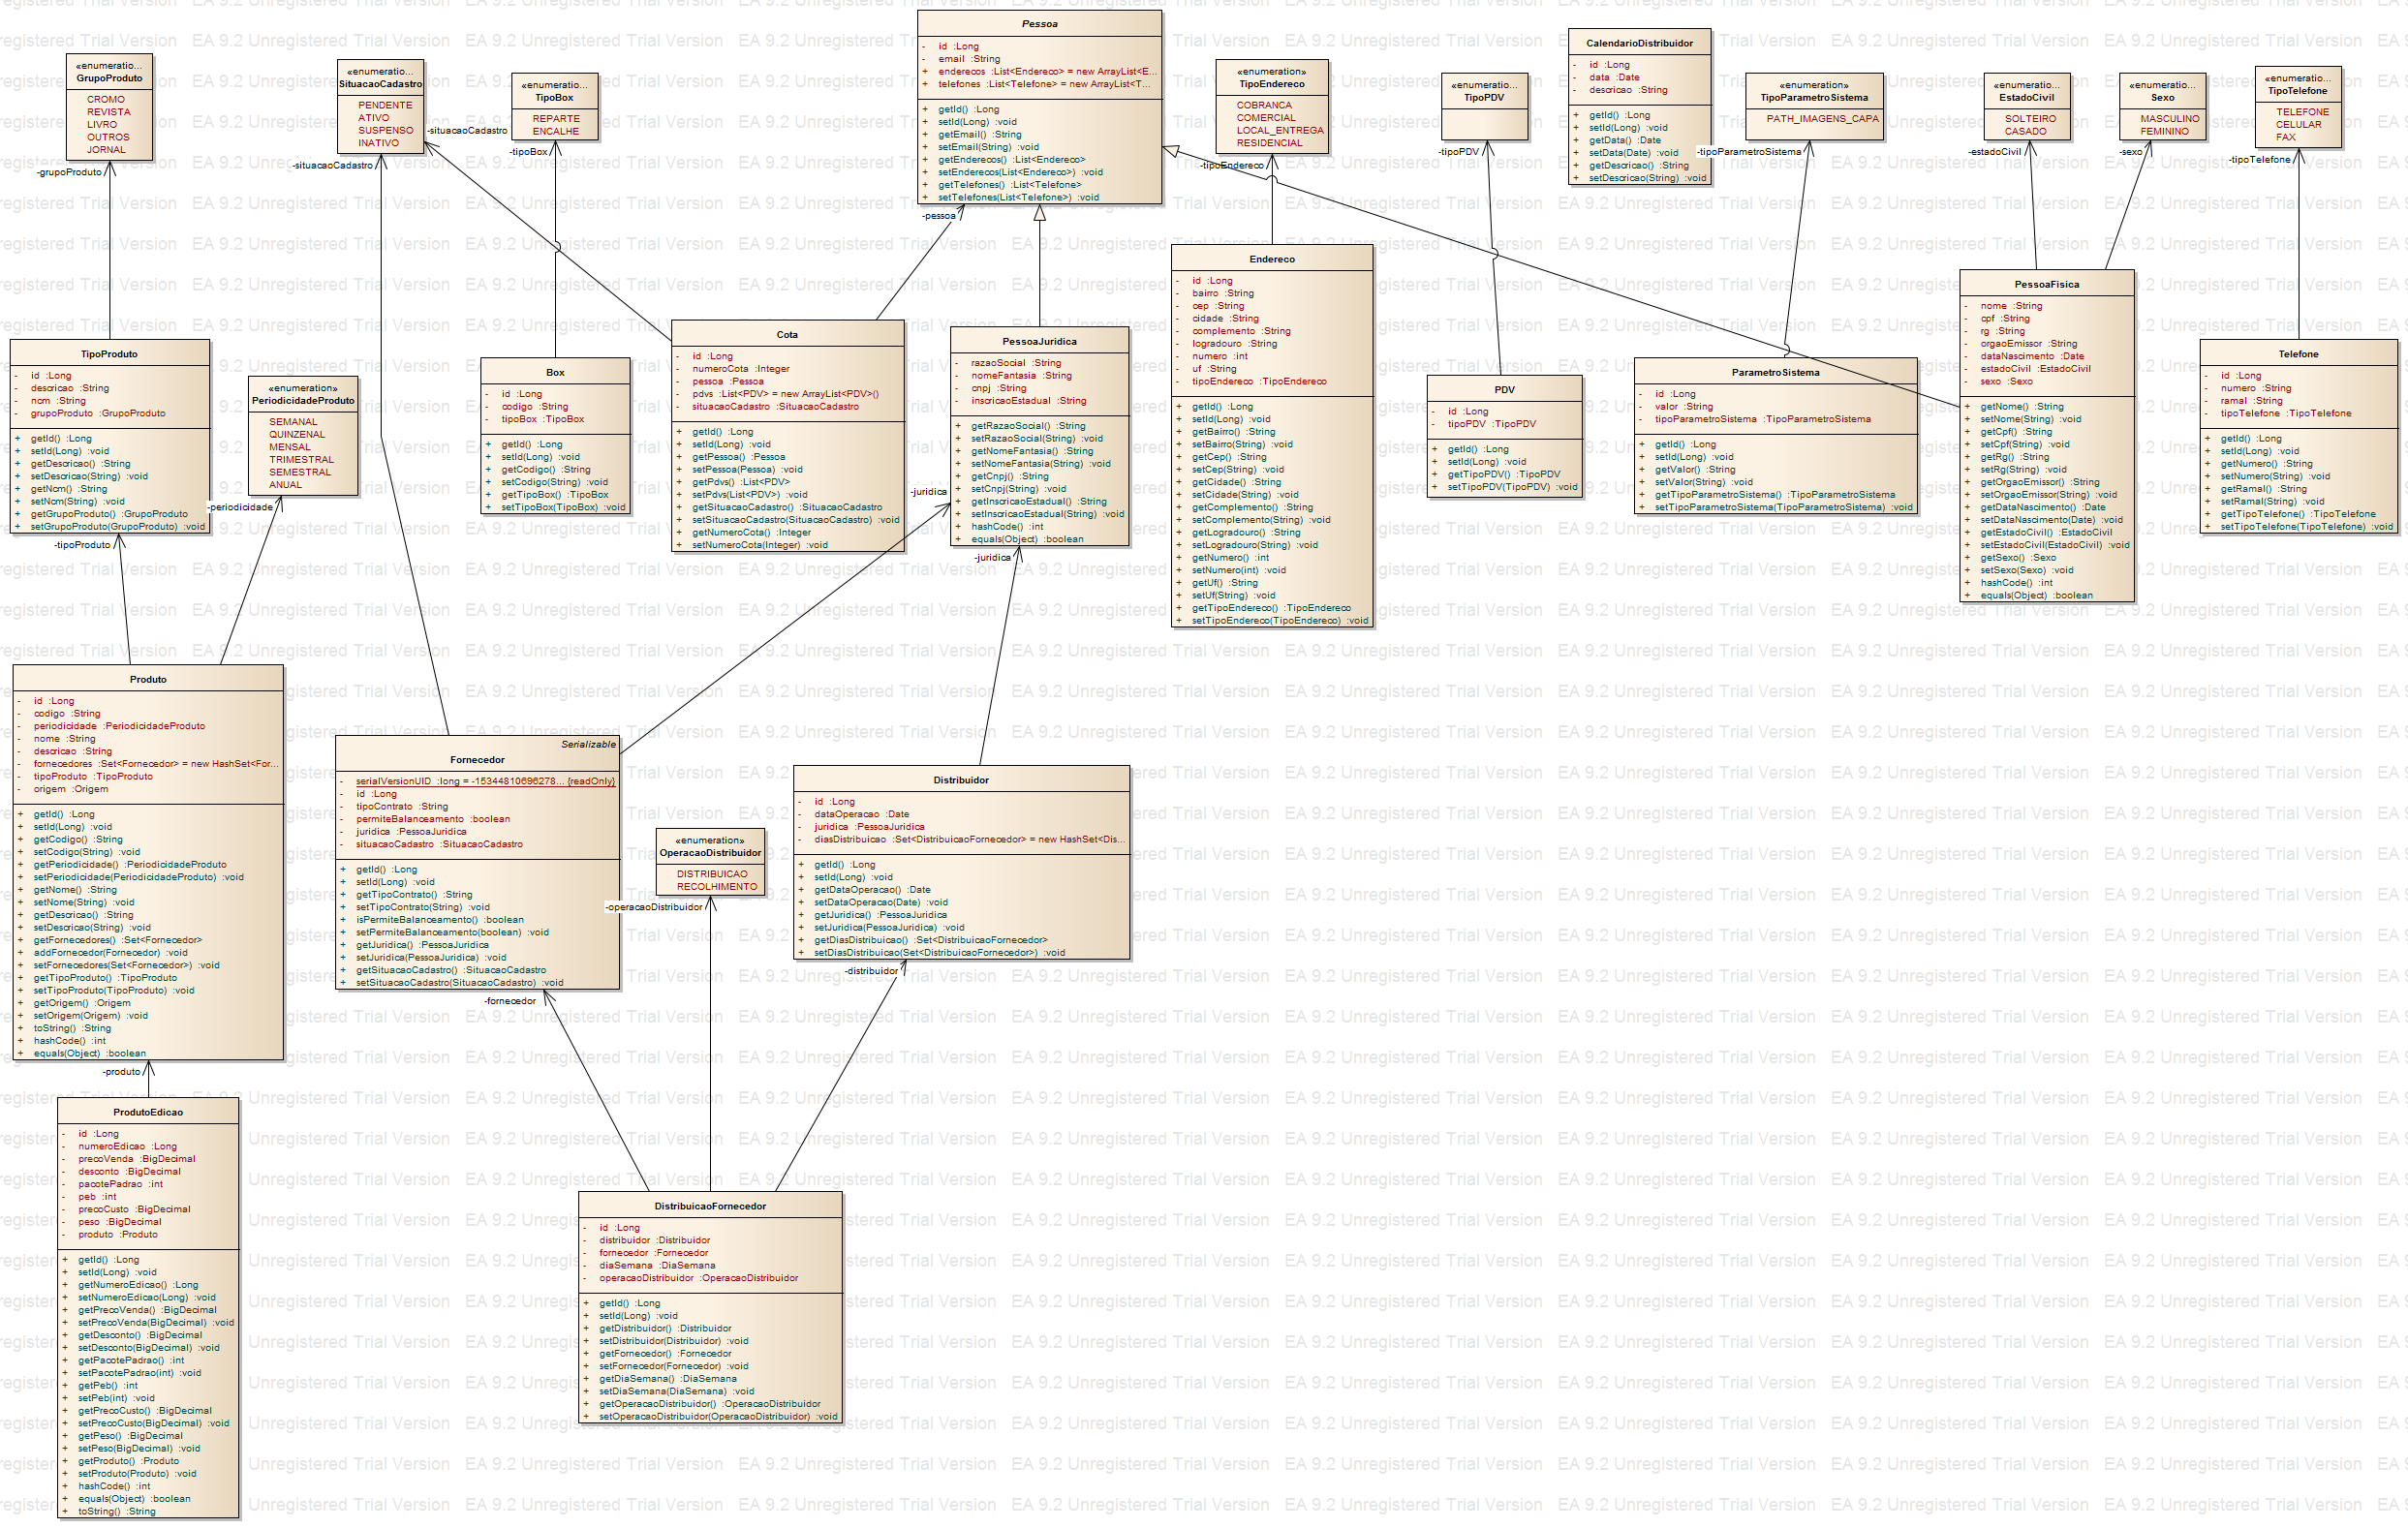 EA 9.2 Unregistered Trial Version
«enumeratio...
GrupoProduto
CROMO
REVISTA
LIVRO
OUTROS
JORNAL
-grupoProduto
«enumeratio...
SituacaoCadastro
PENDENTE
ATIVO
SUSPENSO
INATIVO
-situacaoCadastro
-situacaoCadastro
«enumeratio...
TipoBox
REPARTE
ENCALHE
-tipoBox
Pessoa
- id :Long
- email :String
+ enderecos :List<Endereco> = new ArrayList<E...
+ telefones :List<Telefone> = new ArrayList<T...
+ getId() :Long
+ setId(Long) :void
+ getEmail() :String
+ setEmail(String) :void
+ getEnderecos() :List<Endereco>
+ setEnderecos(List<Endereco>) :void
+ getTelefones() :List<Telefone>
+ setTelefones(List<Telefone>) :void
-pessoa
«enumeration»
TipoEndereco
COBRANCA
COMERCIAL
LOCAL_ENTREGA
RESIDENCIAL
-tipoEndereco
«enumeratio...
TipoPDV
-tipoPDV
CalendarioDistribuidor
- id :Long
- data :Date
- descricao :String
+ getId() :Long
+ setId(Long) :void
+ getData() :Date
+ setData(Date) :void
+ getDescricao() :String
+ setDescricao(String) :void
«enumeration»
TipoParametroSistema
PATH_IMAGENS_CAPA
-tipoParametroSistema
«enumeratio...
EstadoCivil
SOLTEIRO
CASADO
-estadoCivil
«enumeratio...
Sexo
MASCULINO
FEMININO
-sexo
«enumeratio...
TipoTelefone
TELEFONE
CELULAR
FAX
-tipoTelefone
TipoProduto
- id :Long
- descricao :String
- ncm :String
- grupoProduto :GrupoProduto
+ getId() :Long
+ setId(Long) :void
+ getDescricao() :String
+ setDescricao(String) :void
+ getNcm() :String
+ setNcm(String) :void
+ getGrupoProduto() :GrupoProduto
+ setGrupoProduto(GrupoProduto) :void
-tipoProduto
«enumeration»
PeriodicidadeProduto
SEMANAL
QUINZENAL
MENSAL
TRIMESTRAL
SEMESTRAL
ANUAL
-periodicidade
Box
- id :Long
- codigo :String
- tipoBox :TipoBox
+ getId() :Long
+ setId(Long) :void
+ getCodigo() :String
+ setCodigo(String) :void
+ getTipoBox() :TipoBox
+ setTipoBox(TipoBox) :void
Cota
- id :Long
- numeroCota :Integer
- pessoa :Pessoa
- pdvs :List<PDV> = new ArrayList<PDV>()
- situacaoCadastro :SituacaoCadastro
+ getId() :Long
+ setId(Long) :void
+ getPessoa() :Pessoa
+ setPessoa(Pessoa) :void
+ getPdvs() :List<PDV>
+ setPdvs(List<PDV>) :void
+ getSituacaoCadastro() :SituacaoCadastro
+ setSituacaoCadastro(SituacaoCadastro) :void
+ getNumeroCota() :Integer
+ setNumeroCota(Integer) :void
PessoaJuridica
- razaoSocial :String
- nomeFantasia :String
- cnpj :String
- inscricaoEstadual :String
+ getRazaoSocial() :String
+ setRazaoSocial(String) :void
+ getNomeFantasia() :String
+ setNomeFantasia(String) :void
+ getCnpj() :String
+ setCnpj(String) :void
+ getInscricaoEstadual() :String
+ setInscricaoEstadual(String) :void
+ hashCode() :int
+ equals(Object) :boolean
-juridica
-juridica
Endereco
- id :Long
- bairro :String
- cep :String
- cidade :String
- complemento :String
- logradouro :String
- numero :int
- uf :String
- tipoEndereco :TipoEndereco
+ getId() :Long
+ setId(Long) :void
+ getBairro() :String
+ setBairro(String) :void
+ getCep() :String
+ setCep(String) :void
+ getCidade() :String
+ setCidade(String) :void
+ getComplemento() :String
+ setComplemento(String) :void
+ getLogradouro() :String
+ setLogradouro(String) :void
+ getNumero() :int
+ setNumero(int) :void
+ getUf() :String
+ setUf(String) :void
+ getTipoEndereco() :TipoEndereco
+ setTipoEndereco(TipoEndereco) :void
PDV
- id :Long
- tipoPDV :TipoPDV
+ getId() :Long
+ setId(Long) :void
+ getTipoPDV() :TipoPDV
+ setTipoPDV(TipoPDV) :void
ParametroSistema
- id :Long
- valor :String
- tipoParametroSistema :TipoParametroSistema
+ getId() :Long
+ setId(Long) :void
+ getValor() :String
+ setValor(String) :void
+ getTipoParametroSistema() :TipoParametroSistema
+ setTipoParametroSistema(TipoParametroSistema) :void
PessoaFisica
- nome :String
- cpf :String
- rg :String
- orgaoEmissor :String
- dataNascimento :Date
- estadoCivil :EstadoCivil
- sexo :Sexo
+ getNome() :String
+ setNome(String) :void
+ getCpf() :String
+ setCpf(String) :void
+ getRg() :String
+ setRg(String) :void
+ getOrgaoEmissor() :String
+ setOrgaoEmissor(String) :void
+ getDataNascimento() :Date
+ setDataNascimento(Date) :void
+ getEstadoCivil() :EstadoCivil
+ setEstadoCivil(EstadoCivil) :void
+ getSexo() :Sexo
+ setSexo(Sexo) :void
+ hashCode() :int
+ equals(Object) :boolean
Telefone
- id :Long
- numero :String
- ramal :String
- tipoTelefone :TipoTelefone
+ getId() :Long
+ setId(Long) :void
+ getNumero() :String
+ setNumero(String) :void
+ getRamal() :String
+ setRamal(String) :void
+ getTipoTelefone() :TipoTelefone
+ setTipoTelefone(TipoTelefone) :void
Produto
- id :Long
- codigo :String
- periodicidade :PeriodicidadeProduto
- nome :String
- descricao :String
- fornecedores :Set<Fornecedor> = new HashSet<For...
- tipoProduto :TipoProduto
- origem :Origem
+ getId() :Long
+ setId(Long) :void
+ getCodigo() :String
+ setCodigo(String) :void
+ getPeriodicidade() :PeriodicidadeProduto
+ setPeriodicidade(PeriodicidadeProduto) :void
+ getNome() :String
+ setNome(String) :void
+ getDescricao() :String
+ setDescricao(String) :void
+ getFornecedores() :Set<Fornecedor>
+ addFornecedor(Fornecedor) :void
+ setFornecedores(Set<Fornecedor>) :void
+ getTipoProduto() :TipoProduto
+ setTipoProduto(TipoProduto) :void
+ getOrigem() :Origem
+ setOrigem(Origem) :void
+ toString() :String
+ hashCode() :int
+ equals(Object) :boolean
-produto
Serializable
Fornecedor
- serialVersionUID :long = -15344810696278... {readOnly}
- id :Long
- tipoContrato :String
- permiteBalanceamento :boolean
- juridica :PessoaJuridica
- situacaoCadastro :SituacaoCadastro
+ getId() :Long
+ setId(Long) :void
+ getTipoContrato() :String
+ setTipoContrato(String) :void
+ isPermiteBalanceamento() :boolean
+ setPermiteBalanceamento(boolean) :void
+ getJuridica() :PessoaJuridica
+ setJuridica(PessoaJuridica) :void
+ getSituacaoCadastro() :SituacaoCadastro
+ setSituacaoCadastro(SituacaoCadastro) :void
-fornecedor
«enumeration»
OperacaoDistribuidor
DISTRIBUICAO
RECOLHIMENTO
-operacaoDistribuidor
Distribuidor
- id :Long
- dataOperacao :Date
- juridica :PessoaJuridica
- diasDistribuicao :Set<DistribuicaoFornecedor> = new HashSet<Dis...
+ getId() :Long
+ setId(Long) :void
+ getDataOperacao() :Date
+ setDataOperacao(Date) :void
+ getJuridica() :PessoaJuridica
+ setJuridica(PessoaJuridica) :void
+ getDiasDistribuicao() :Set<DistribuicaoFornecedor>
+ setDiasDistribuicao(Set<DistribuicaoFornecedor>) :void
-distribuidor
ProdutoEdicao
- id :Long
- numeroEdicao :Long
- precoVenda :BigDecimal
- desconto :BigDecimal
- pacotePadrao :int
- peb :int
- precoCusto :BigDecimal
- peso :BigDecimal
- produto :Produto
+ getId() :Long
+ setId(Long) :void
+ getNumeroEdicao() :Long
+ setNumeroEdicao(Long) :void
+ getPrecoVenda() :BigDecimal
+ setPrecoVenda(BigDecimal) :void
+ getDesconto() :BigDecimal
+ setDesconto(BigDecimal) :void
+ getPacotePadrao() :int
+ setPacotePadrao(int) :void
+ getPeb() :int
+ setPeb(int) :void
+ getPrecoCusto() :BigDecimal
+ setPrecoCusto(BigDecimal) :void
+ getPeso() :BigDecimal
+ setPeso(BigDecimal) :void
+ getProduto() :Produto
+ setProduto(Produto) :void
+ hashCode() :int
+ equals(Object) :boolean
+ toString() :String
DistribuicaoFornecedor
- id :Long
- distribuidor :Distribuidor
- fornecedor :Fornecedor
- diaSemana :DiaSemana
- operacaoDistribuidor :OperacaoDistribuidor
+ getId() :Long
+ setId(Long) :void
+ getDistribuidor() :Distribuidor
+ setDistribuidor(Distribuidor) :void
+ getFornecedor() :Fornecedor
+ setFornecedor(Fornecedor) :void
+ getDiaSemana() :DiaSemana
+ setDiaSemana(DiaSemana) :void
+ getOperacaoDistribuidor() :OperacaoDistribuidor
+ setOperacaoDistribuidor(OperacaoDistribuidor) :void